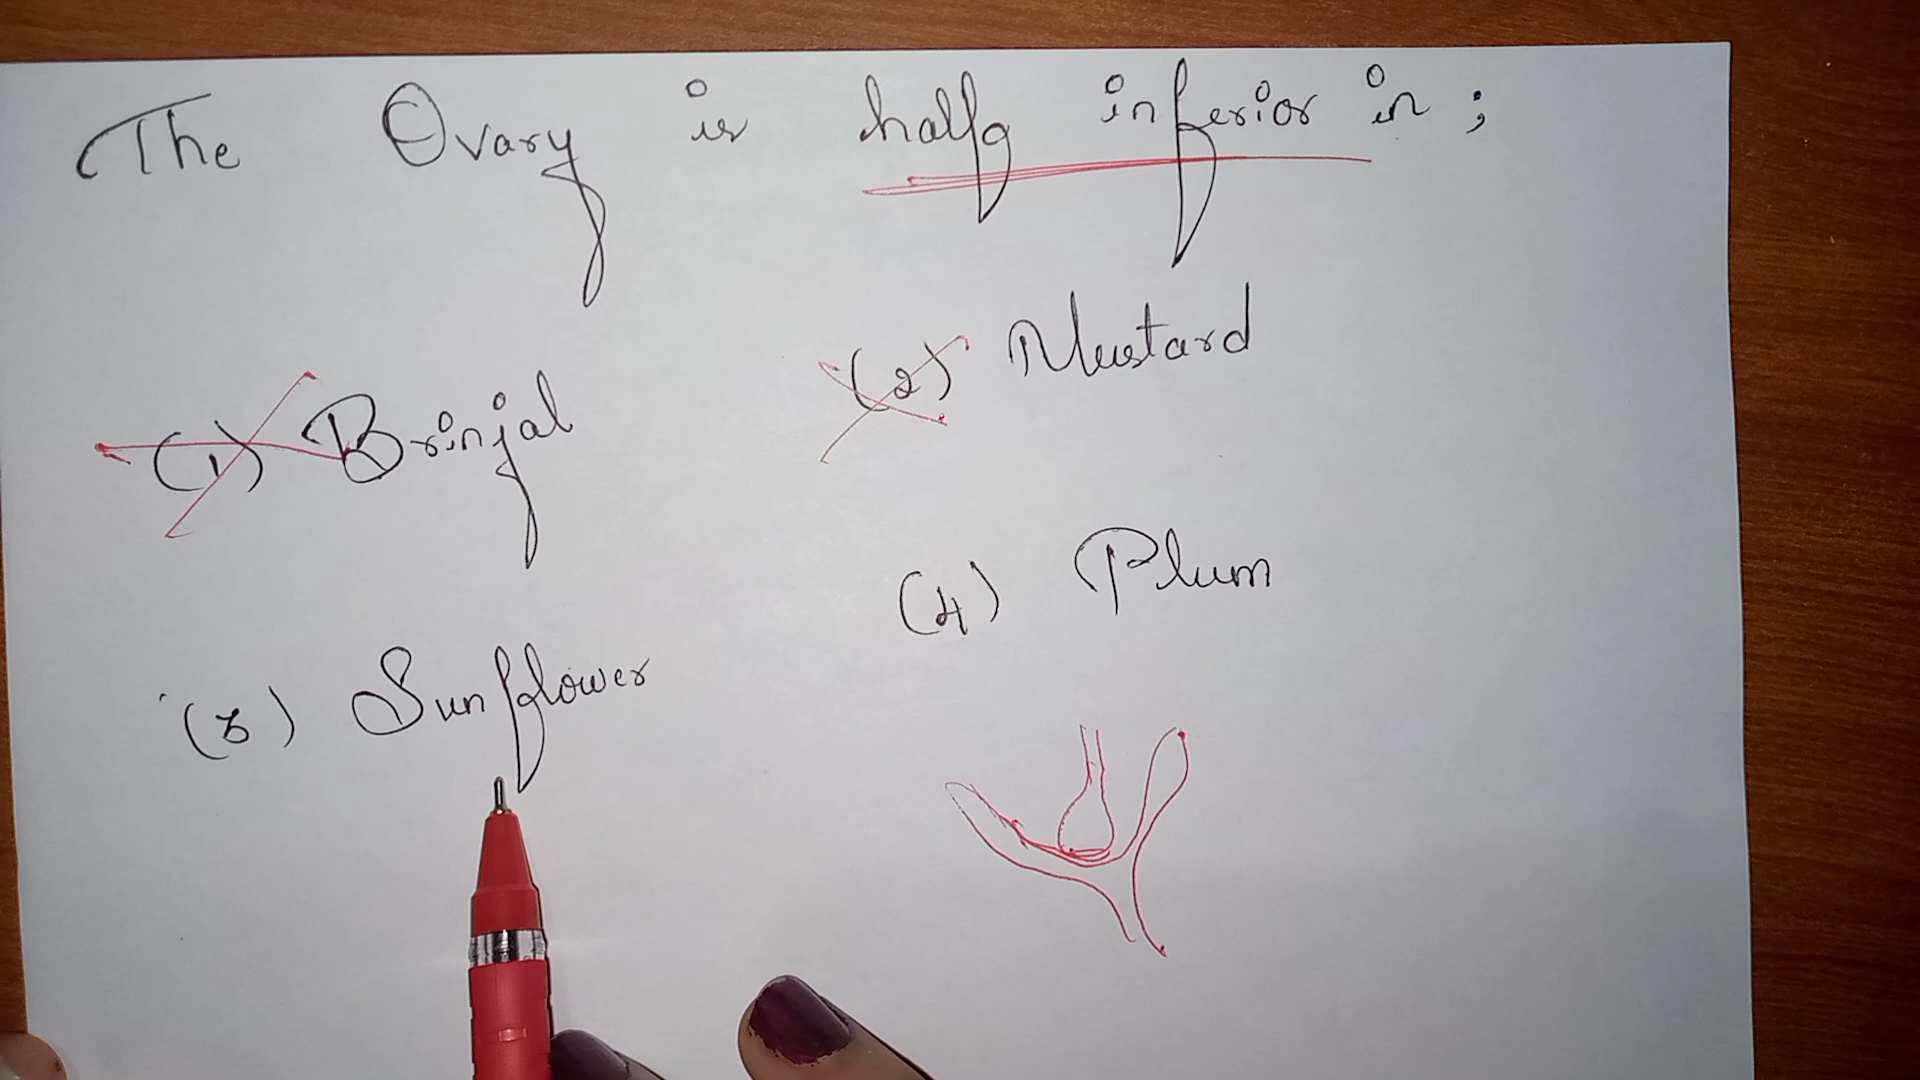 The Ovary is half inferior in ;
(1) Brinjal
(2) Mustard
(3) Sunflower
(4) Plum